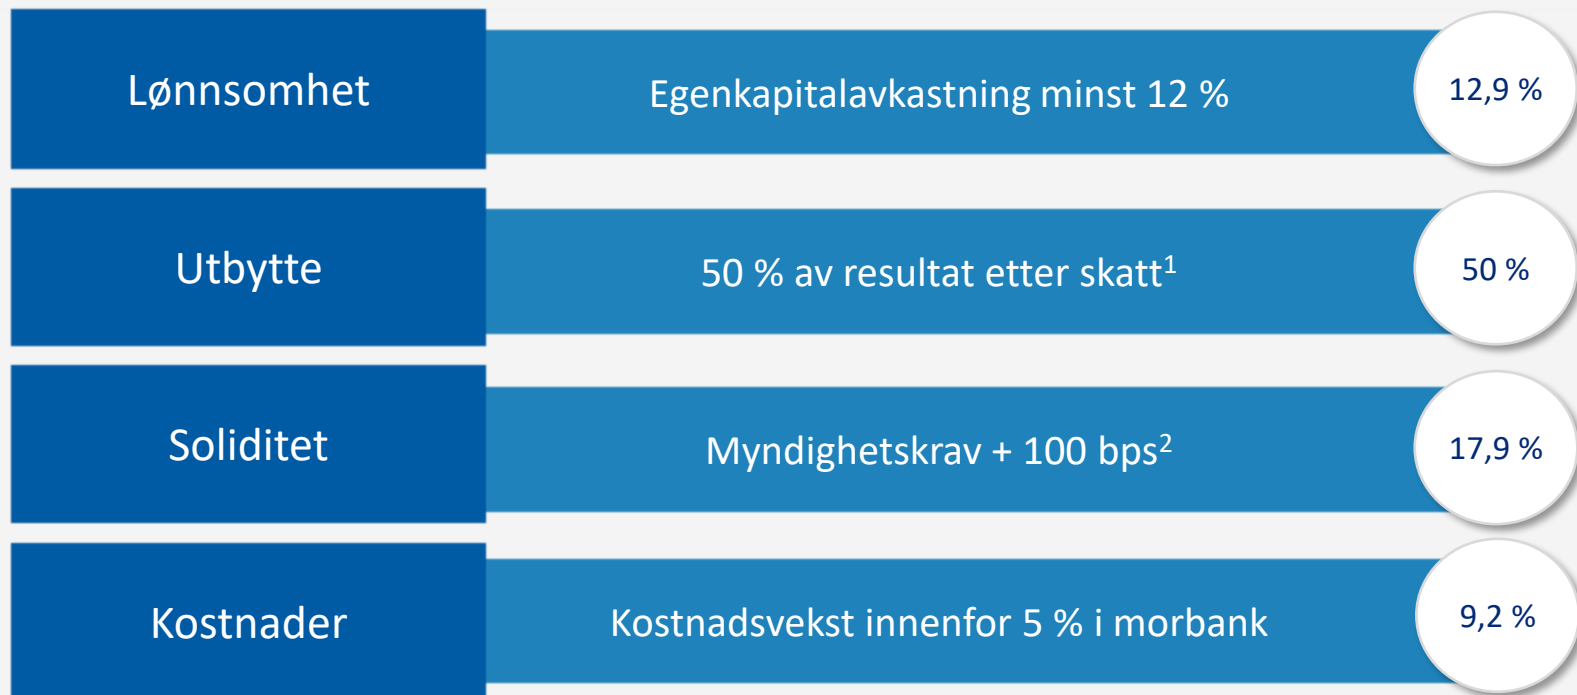 Lønnsomhet
Egenkapitalavkastning minst 12 %
12,9 %
Utbytte
50 % av resultat etter skatt¹
50 %
Soliditet
Myndighetskrav + 100 bps²
17,9 %
Kostnader
Kostnadsvekst innenfor 5 % i morbank
9,2 %